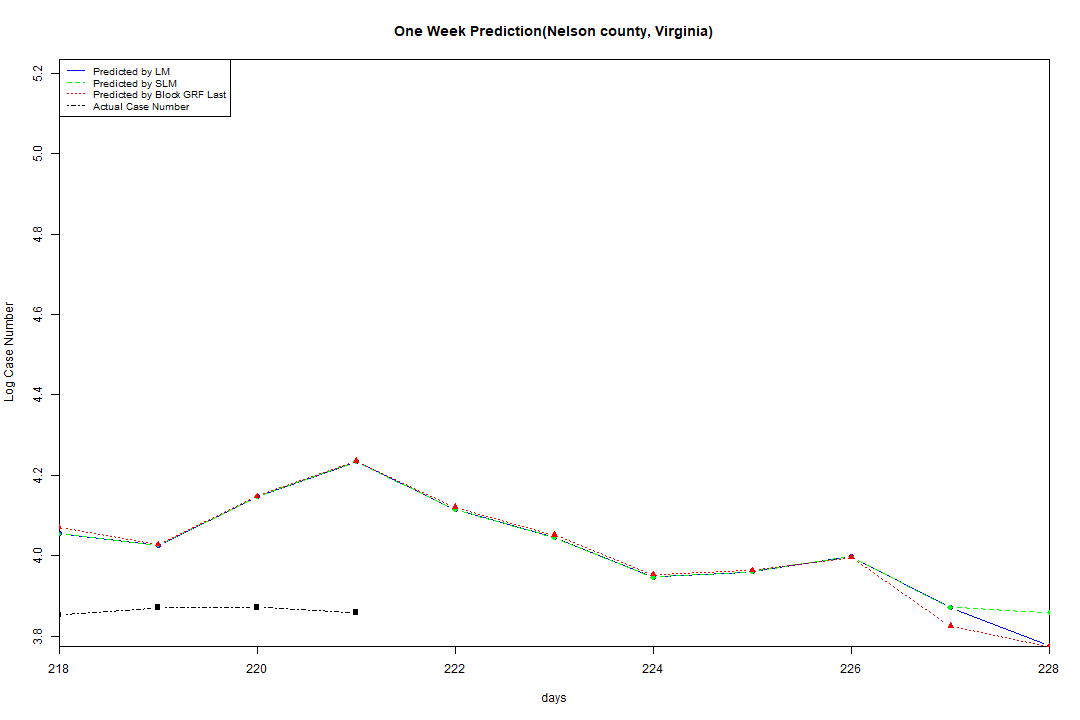 One Week Prediction(Nelson county, Virginia)
Predicted by LM
Predicted by SLM
Predicted by Block GRF Last
Actual Case Number
5.2
5.0
4.8
4.6
4.4
4.2
4.0
3.8
Log Case Number
218 220 222 224 226 228
days